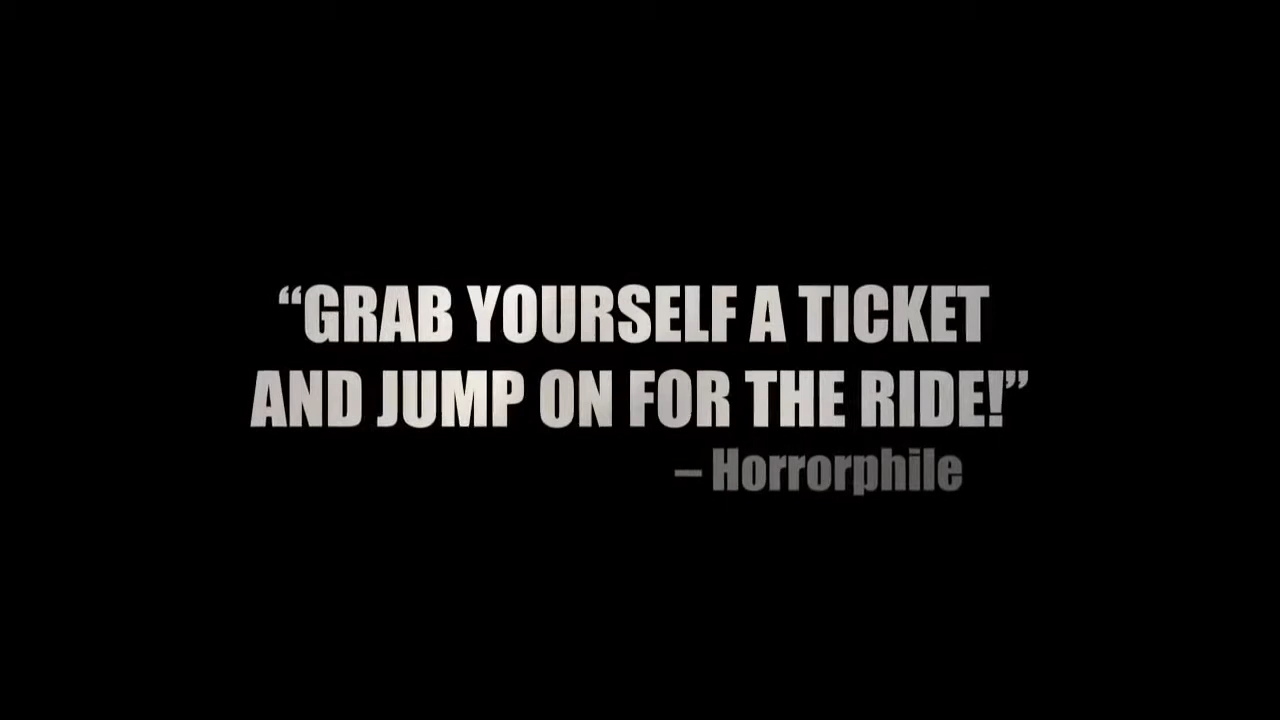 “GRAB YOURSELF A TICKET
AND JUMP ON FOR THE RIDE!”
– Horrorphile